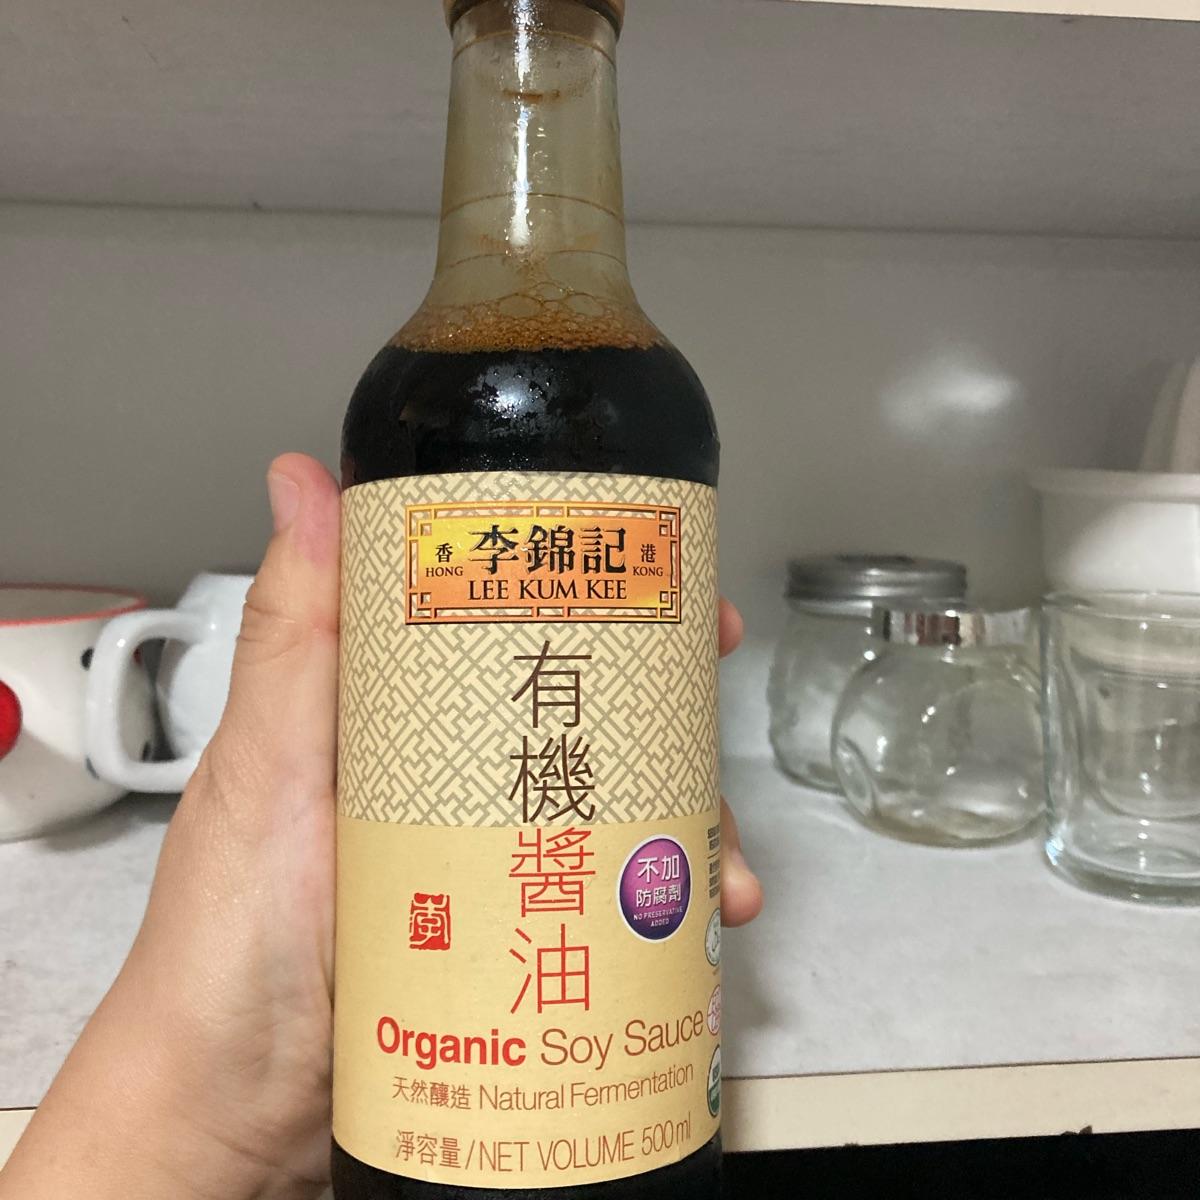 香 李錦記 港
HONG LEE KUM KEE KONG
有機醬油
不加
防腐劑
NO PRESERVATIVE
ADDED
李
Organic Soy Sauce
天然釀造 Natural Fermentation
淨容量/NET VOLUME 500ml